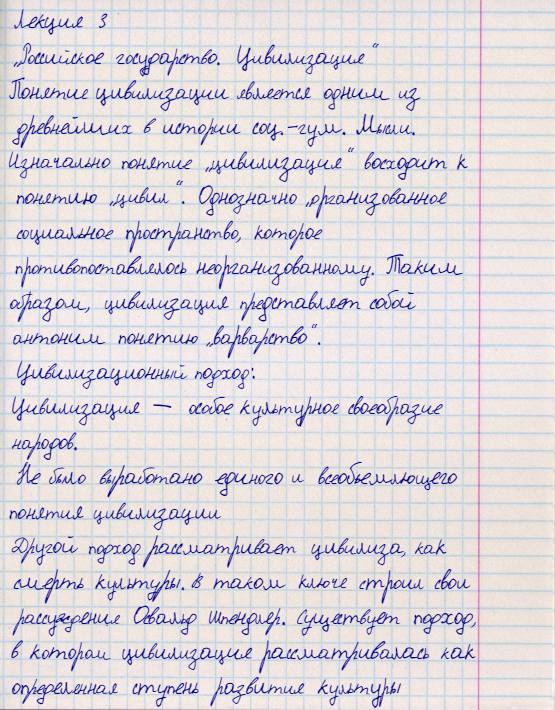 Лекция 3
„Российское государство. Цивилизация“
Понятие цивилизации является одним из
древнейших в истории соц.-гум. Мысли.
Изначально понятие „цивилизация“ восходит к
понятию „цивил“. Однозначно „организованное
социальное пространство, которое
противопоставлялось неорганизованному. Таким
образом, цивилизация представляет собой
антоним понятию „варварство“.
Цивилизационный подход:
Цивилизация — особое культурное своеобразие
народов.
Не было выработано единого и всеобъемлющего
понятия цивилизации
Другой подход рассматривает цивилиза, как
смерть культуры. В таком ключе строил свои
рассуждения Освальд Шпенглер. Существует подход,
в котором цивилизация рассматривалась как
определенная ступень развития культуры